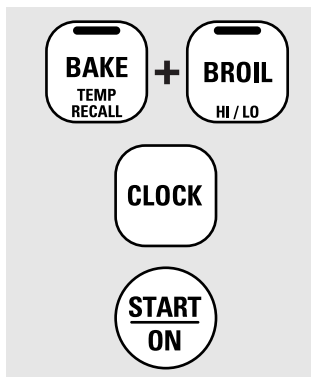 BAKE
TEMP
RECALL
+
BROIL
HI / LO
CLOCK
START
ON